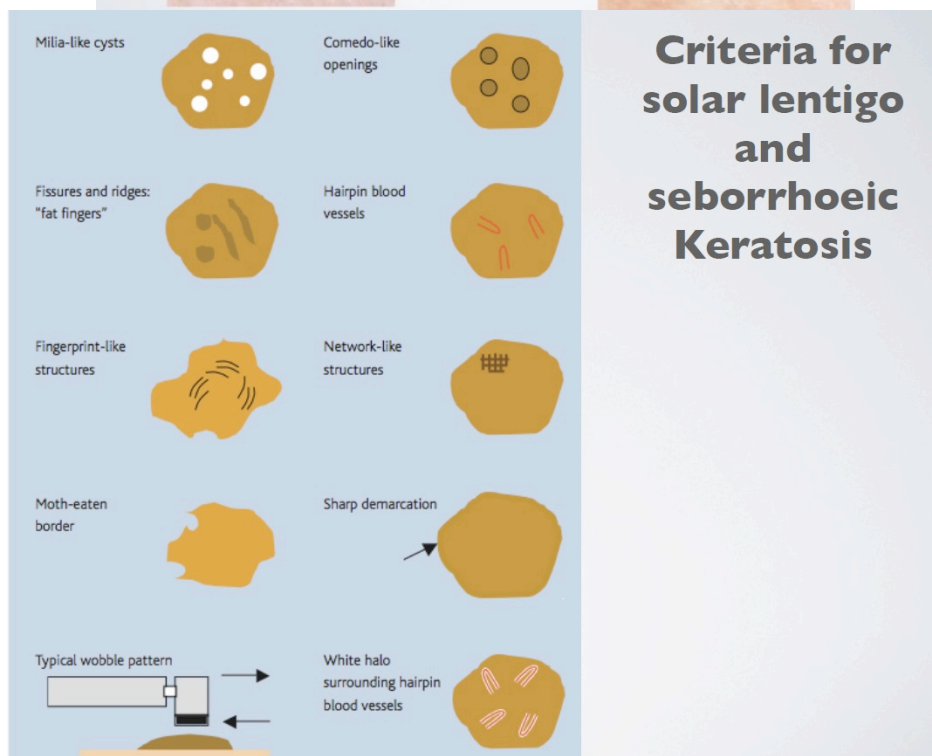 Milia-like cysts
Comedo-like
openings
Fissures and ridges:
"fat fingers"
Hairpin blood
vessels
Fingerprint-like
structures
Network-like
structures
Moth-eaten
border
Sharp demarcation
Typical wobble pattern
White halo
surrounding hairpin
blood vessels
Criteria for
solar lentigo
and
seborrhoeic
Keratosis